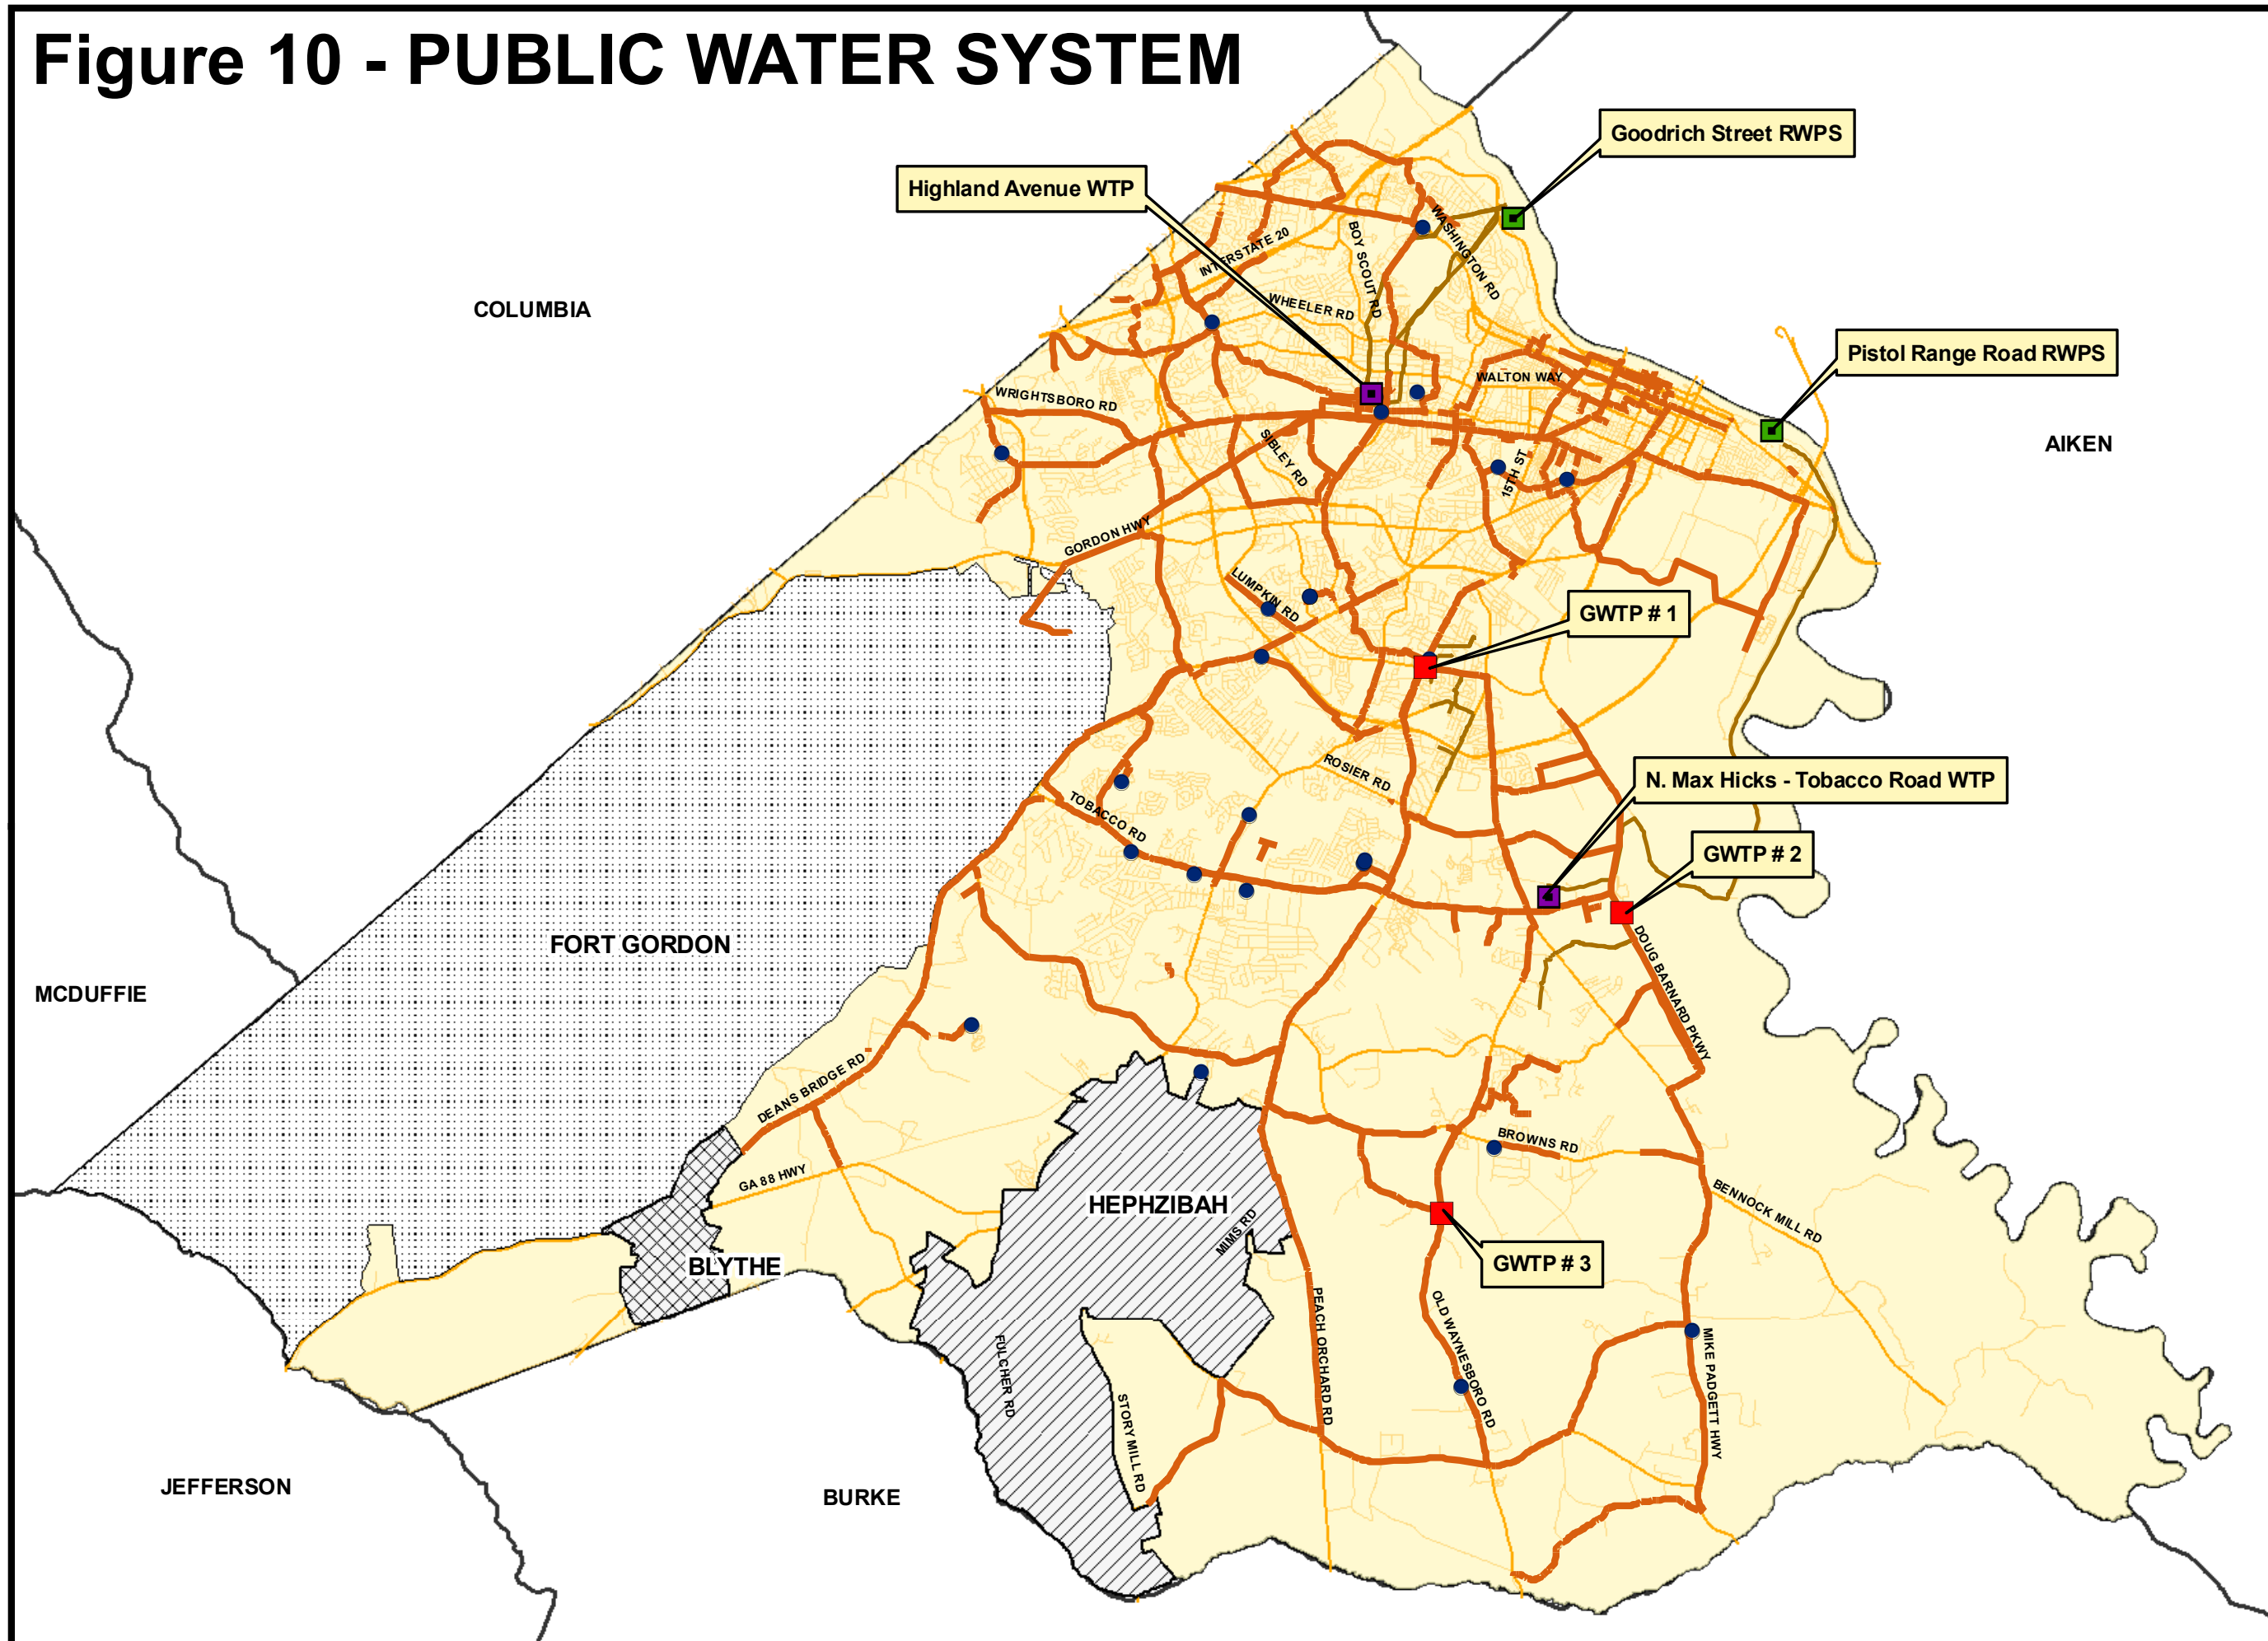 Figure 10 - PUBLIC WATER SYSTEM
Goodrich Street RWPS
Highland Avenue WTP
WASHINGTON RD
BOY SCOUT RD
INTERSTATE 20
COLUMBIA
WHEELER RD
Pistol Range Road RWPS
WALTON WAY
WRIGHTSBORO RD
AIKEN
SIBLEY RD
15TH ST
GORDON HWY
LUMPKIN RD
GWTP # 1
ROSIER RD
N. Max Hicks - Tobacco Road WTP
TOBACCO RD
GWTP # 2
FORT GORDON
DOUG BARNARD PKWY
MCDUFFIE
DEANS BRIDGE RD
BROWNS RD
GA 88 HWY
HEPHZIBAH
BENNOCK MILL RD
MIMS RD
BLYTHE
GWTP # 3
PEACH ORCHARD RD
OLD WAYNESBORO RD
FULCHER RD
MIKE PADGETT HWY
STORY MILL RD
JEFFERSON
BURKE